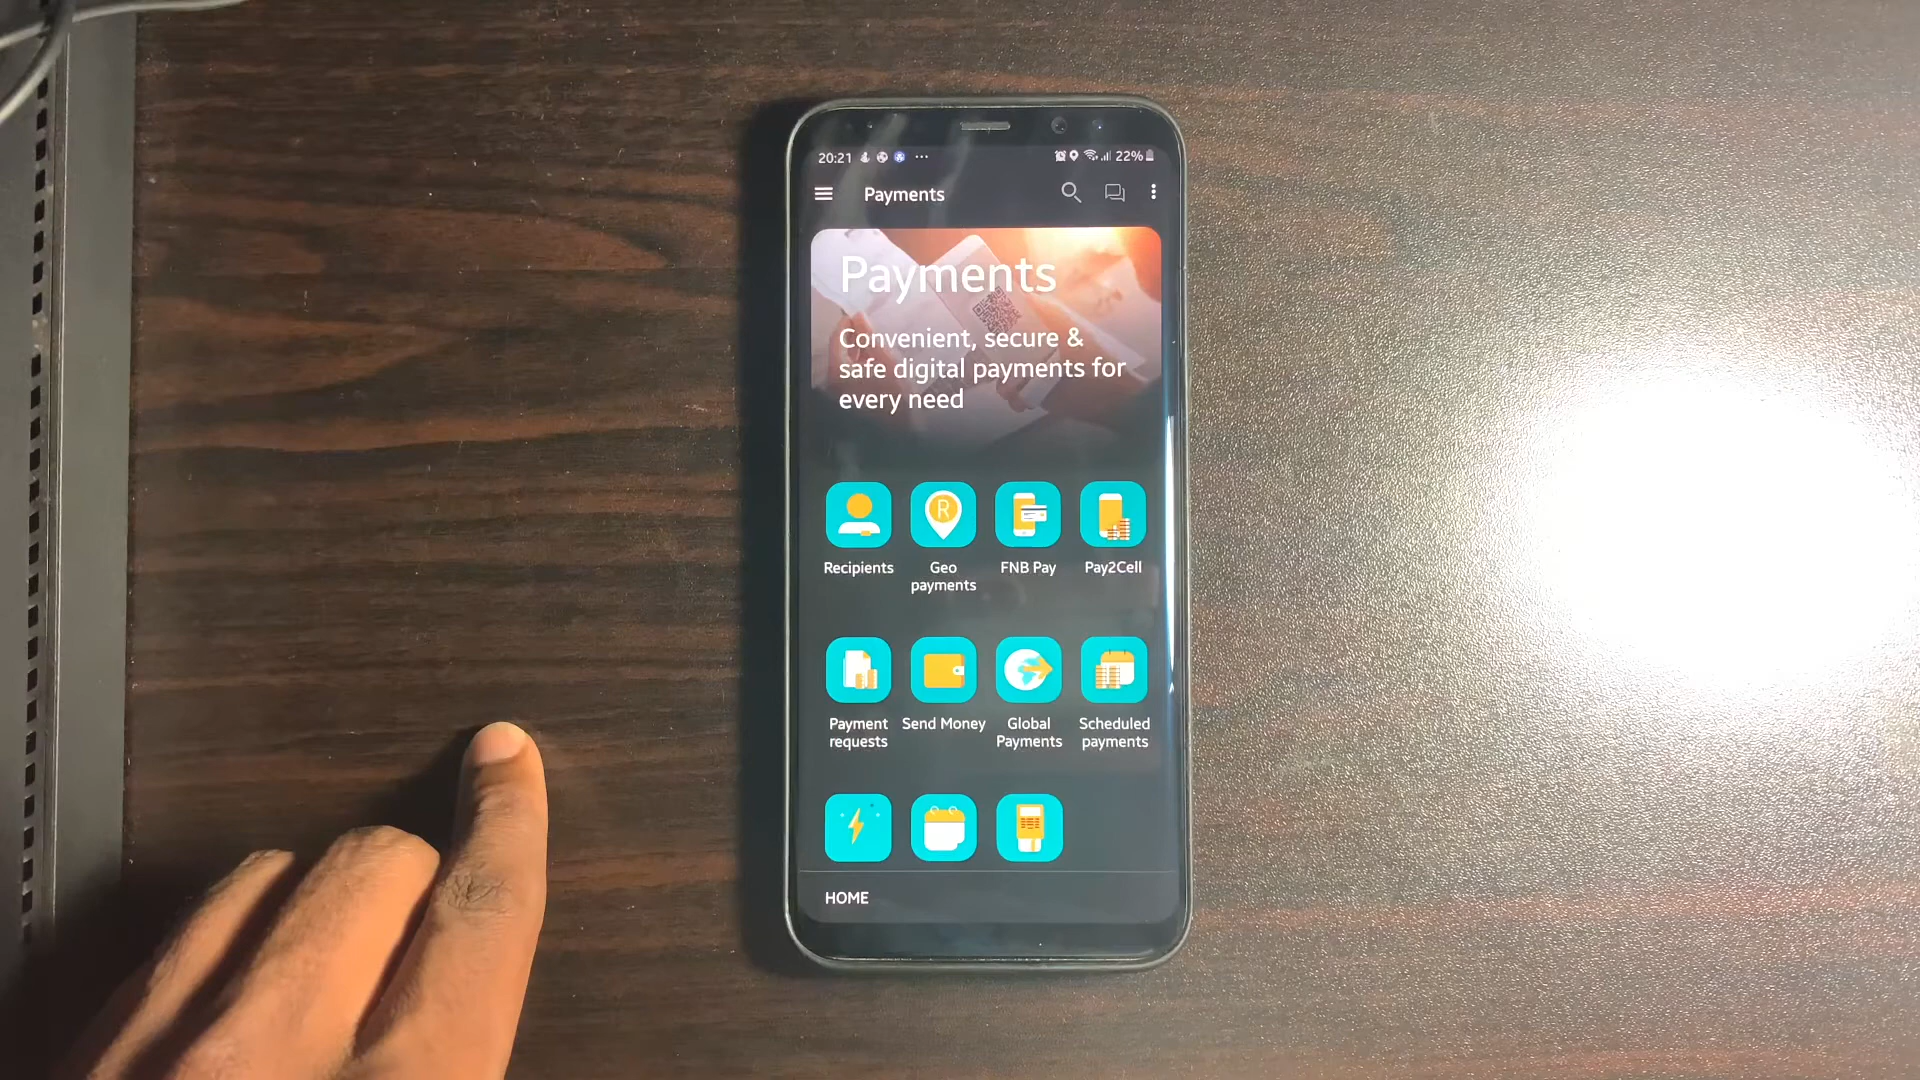 20:21
22%
Payments
Payments
Convenient, secure &
safe digital payments for
every need
R
Recipients
Geo
payments
FNB Pay
Pay2Cell
Payment
requests
Send Money
Global
Payments
Scheduled
payments
HOME